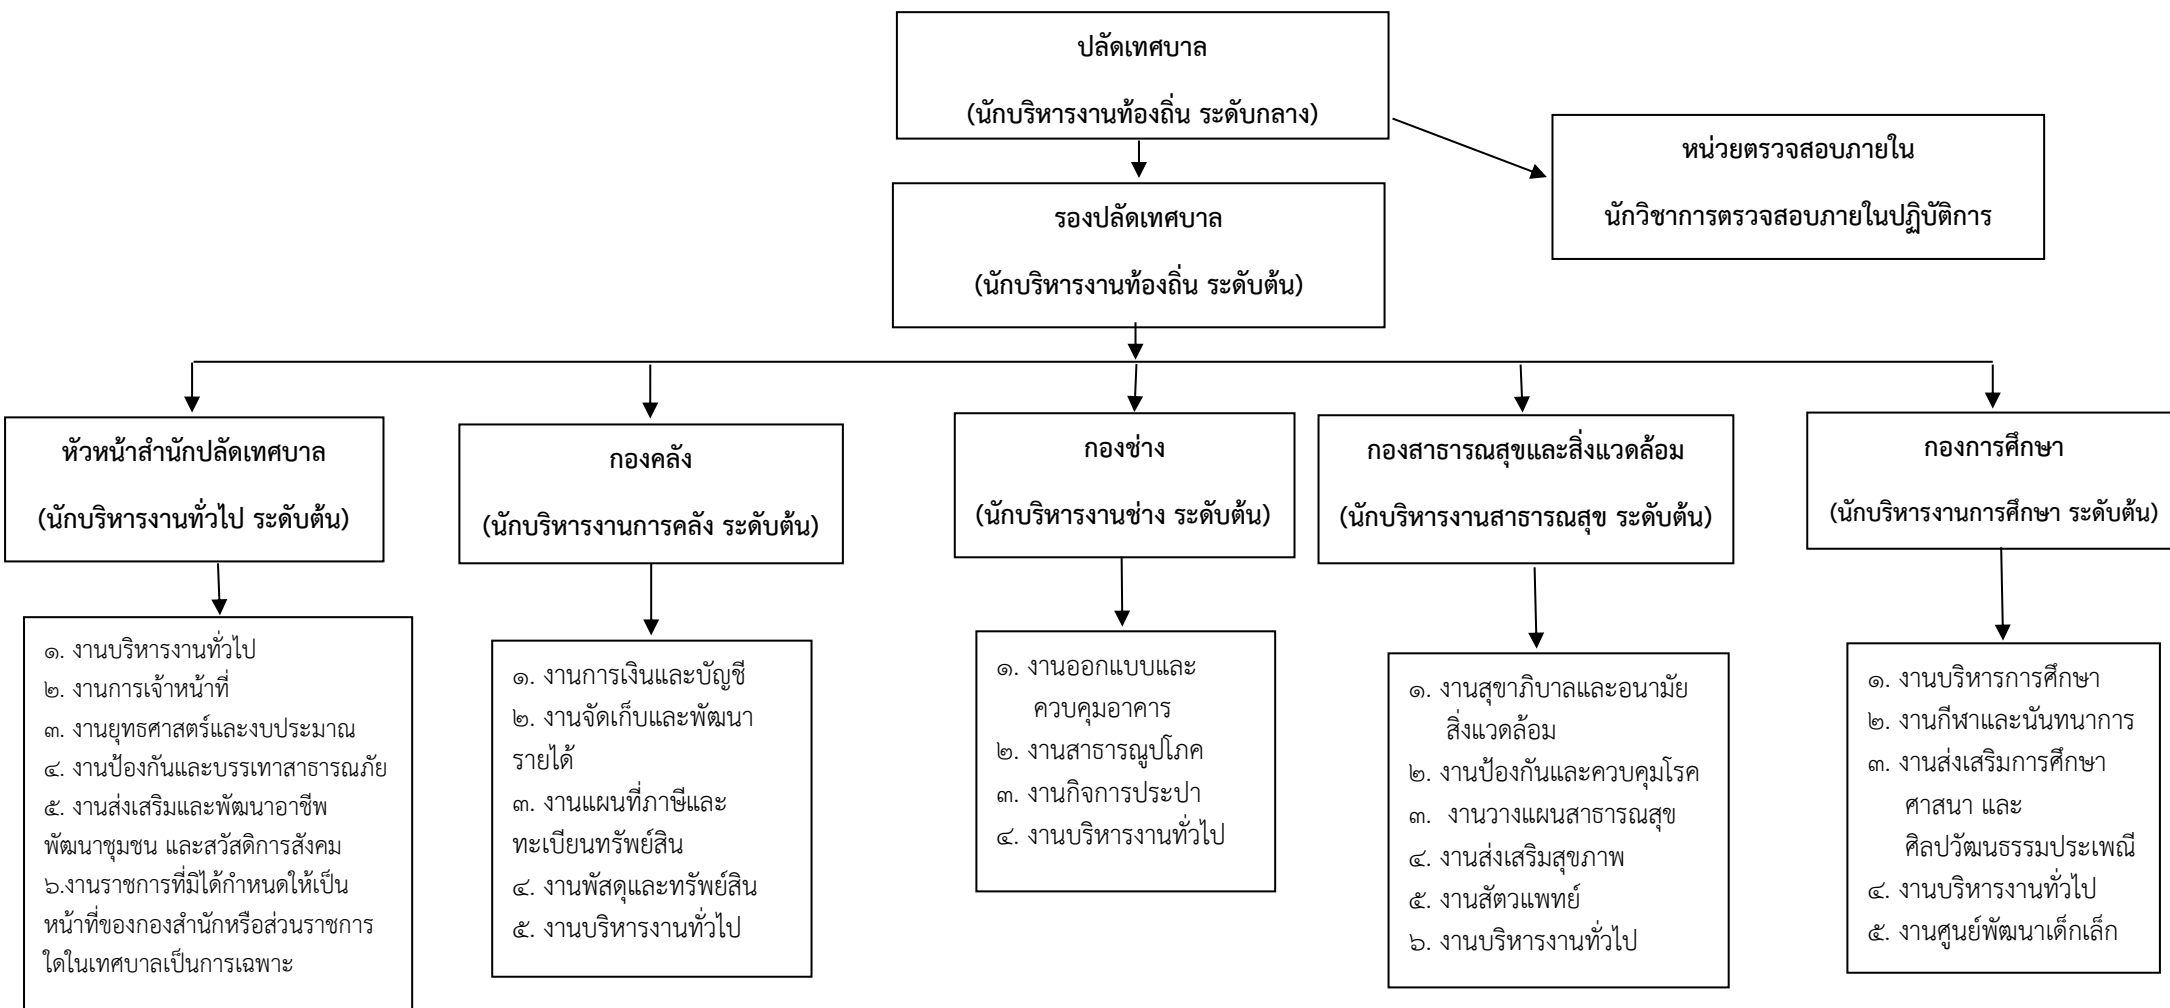 ปลัดเทศบาล
(นักบริหารงานท้องถิ่น ระดับกลาง)
หน่วยตรวจสอบภายใน
นักวิชาการตรวจสอบภายในปฏิบัติการ
รองปลัดเทศบาล
(นักบริหารงานท้องถิ่น ระดับต้น)
หัวหน้าสำนักปลัดเทศบาล
(นักบริหารงานทั่วไป ระดับต้น)
กองคลัง
(นักบริหารงานการคลัง ระดับต้น)
กองช่าง
(นักบริหารงานช่าง ระดับต้น)
กองสาธารณสุขและสิ่งแวดล้อม
(นักบริหารงานสาธารณสุข ระดับต้น)
กองการศึกษา
(นักบริหารงานการศึกษา ระดับต้น)
๑. งานบริหารงานทั่วไป
๒. งานการเจ้าหน้าที่
๓. งานยุทธศาสตร์และงบประมาณ
๔. งานป้องกันและบรรเทาสาธารณภัย
๕. งานส่งเสริมและพัฒนาอาชีพ
พัฒนาชุมชน และสวัสดิการสังคม
๖.งานราชการที่มิได้กำหนดให้เป็น
หน้าที่ของกองสำนักหรือส่วนราชการ
ใดในเทศบาลเป็นการเฉพาะ
๑. งานการเงินและบัญชี
๒. งานจัดเก็บและพัฒนา
รายได้
๓. งานแผนที่ภาษีและ
ทะเบียนทรัพย์สิน
๔. งานพัสดุและทรัพย์สิน
๕. งานบริหารงานทั่วไป
๑. งานออกแบบและ
ควบคุมอาคาร
๒. งานสาธารณูปโภค
๓. งานกิจการประปา
๔. งานบริหารงานทั่วไป
๑. งานสุขาภิบาลและอนามัย
สิ่งแวดล้อม
๒. งานป้องกันและควบคุมโรค
๓. งานวางแผนสาธารณสุข
๔. งานส่งเสริมสุขภาพ
๕. งานสัตวแพทย์
๖. งานบริหารงานทั่วไป
๑. งานบริหารการศึกษา
๒. งานกีฬาและนันทนาการ
๓. งานส่งเสริมการศึกษา
ศาสนา และ
ศิลปวัฒนธรรมประเพณี
๔. งานบริหารงานทั่วไป
๕. งานศูนย์พัฒนาเด็กเล็ก